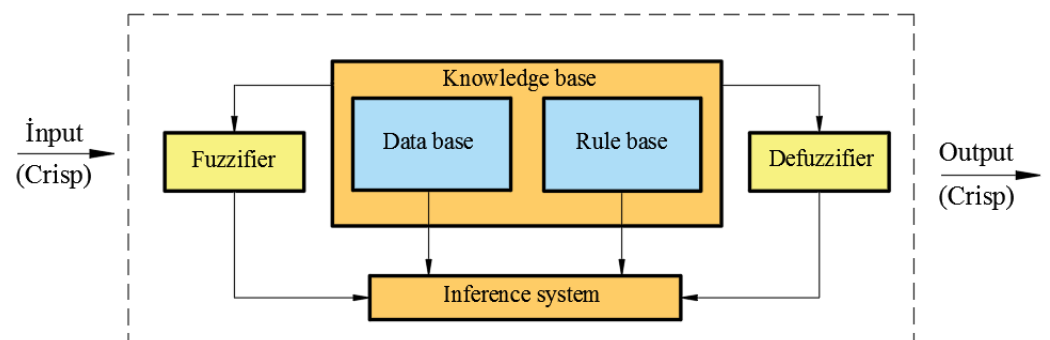 Knowledge base
İnput
(Crisp)
Fuzzifier
Data base
Rule base
Defuzzifier
Output
(Crisp)
Inference system